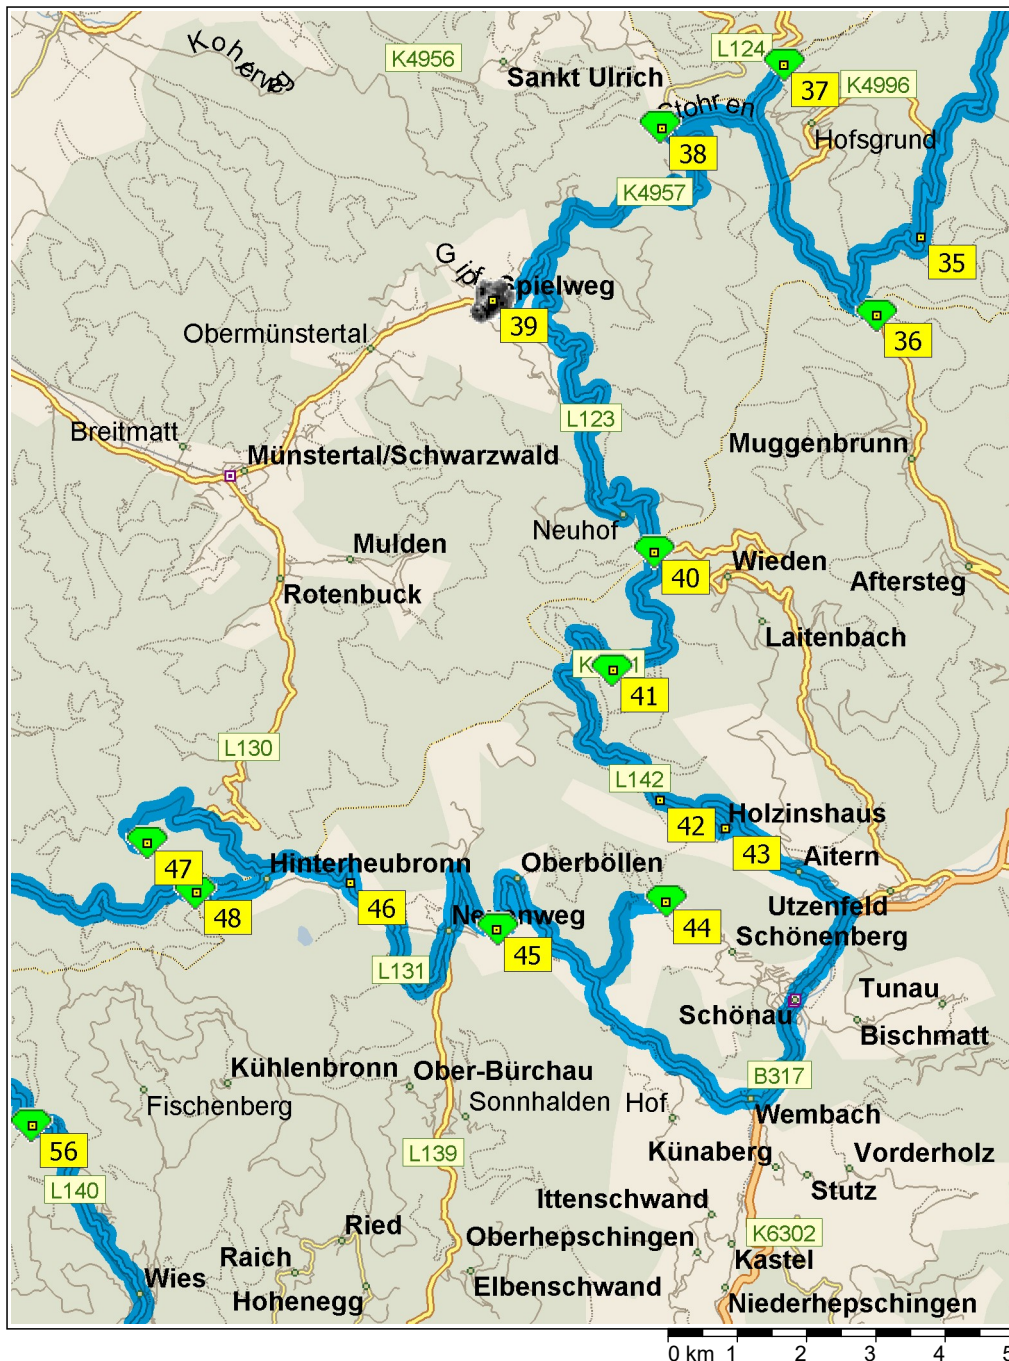 L124
K4956
Sankt Ulrich
37
K4996
Stohren
Hofsgrund
38
K4957
35
Spielweg
39
36
Obermünstertal
L123
Breitmatt
Muggenbrunn
Münstertal/Schwarzwald
Neuhof
Mulden
40
Wieden
Aftersteg
Rotenbuck
Laitenbach
41
L130
L142
42
Holzinshaus
43
Aitern
47
Hinterheubronn
Oberböllen
48
46
44
Utzenfeld
45
Schönenberg
L131
Tunau
Schönau
Bischmatt
B317
Kühlenbronn
Ober-Bürchau
Fischenberg
Sonnhalden
Hof
Wembach
56
L139
Künaberg
Vorderholz
L140
Stutz
Ittenschwand
Ried
Oberhepschingen
K6302
Raich
Kastel
Wies
Elbenschwand
Hohenegg
Niederhepschingen
0 km 1 2 3 4 5